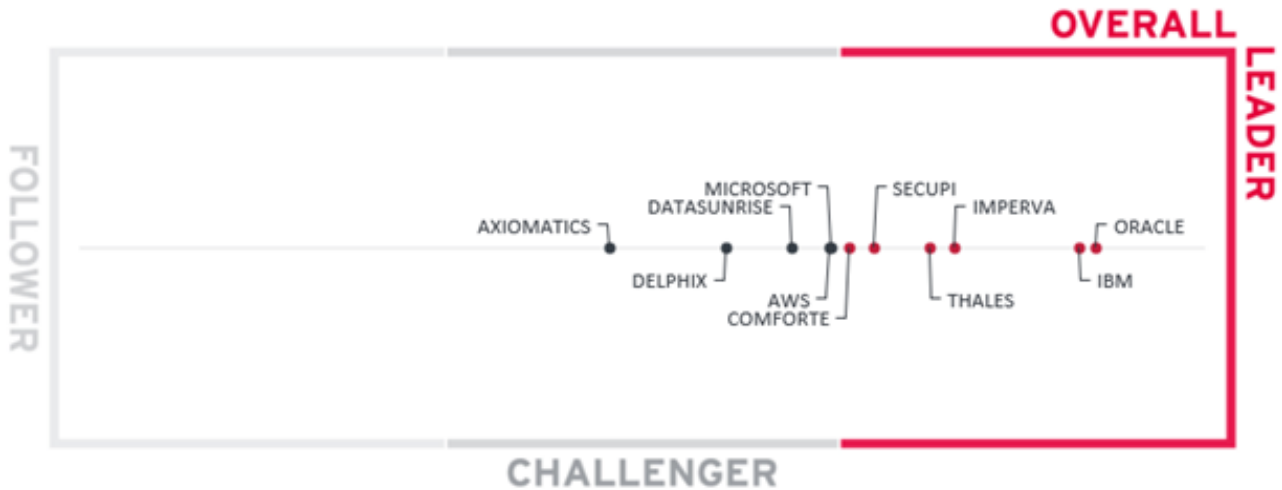 OVERALL
LEADER
FOLLOWER
MICROSOFT
SECUPI
DATASUNRISE
IMPERVA
AXIOMATICS
ORACLE
DELPHIX
IBM
AWS
THALES
COMFORTE
CHALLENGER